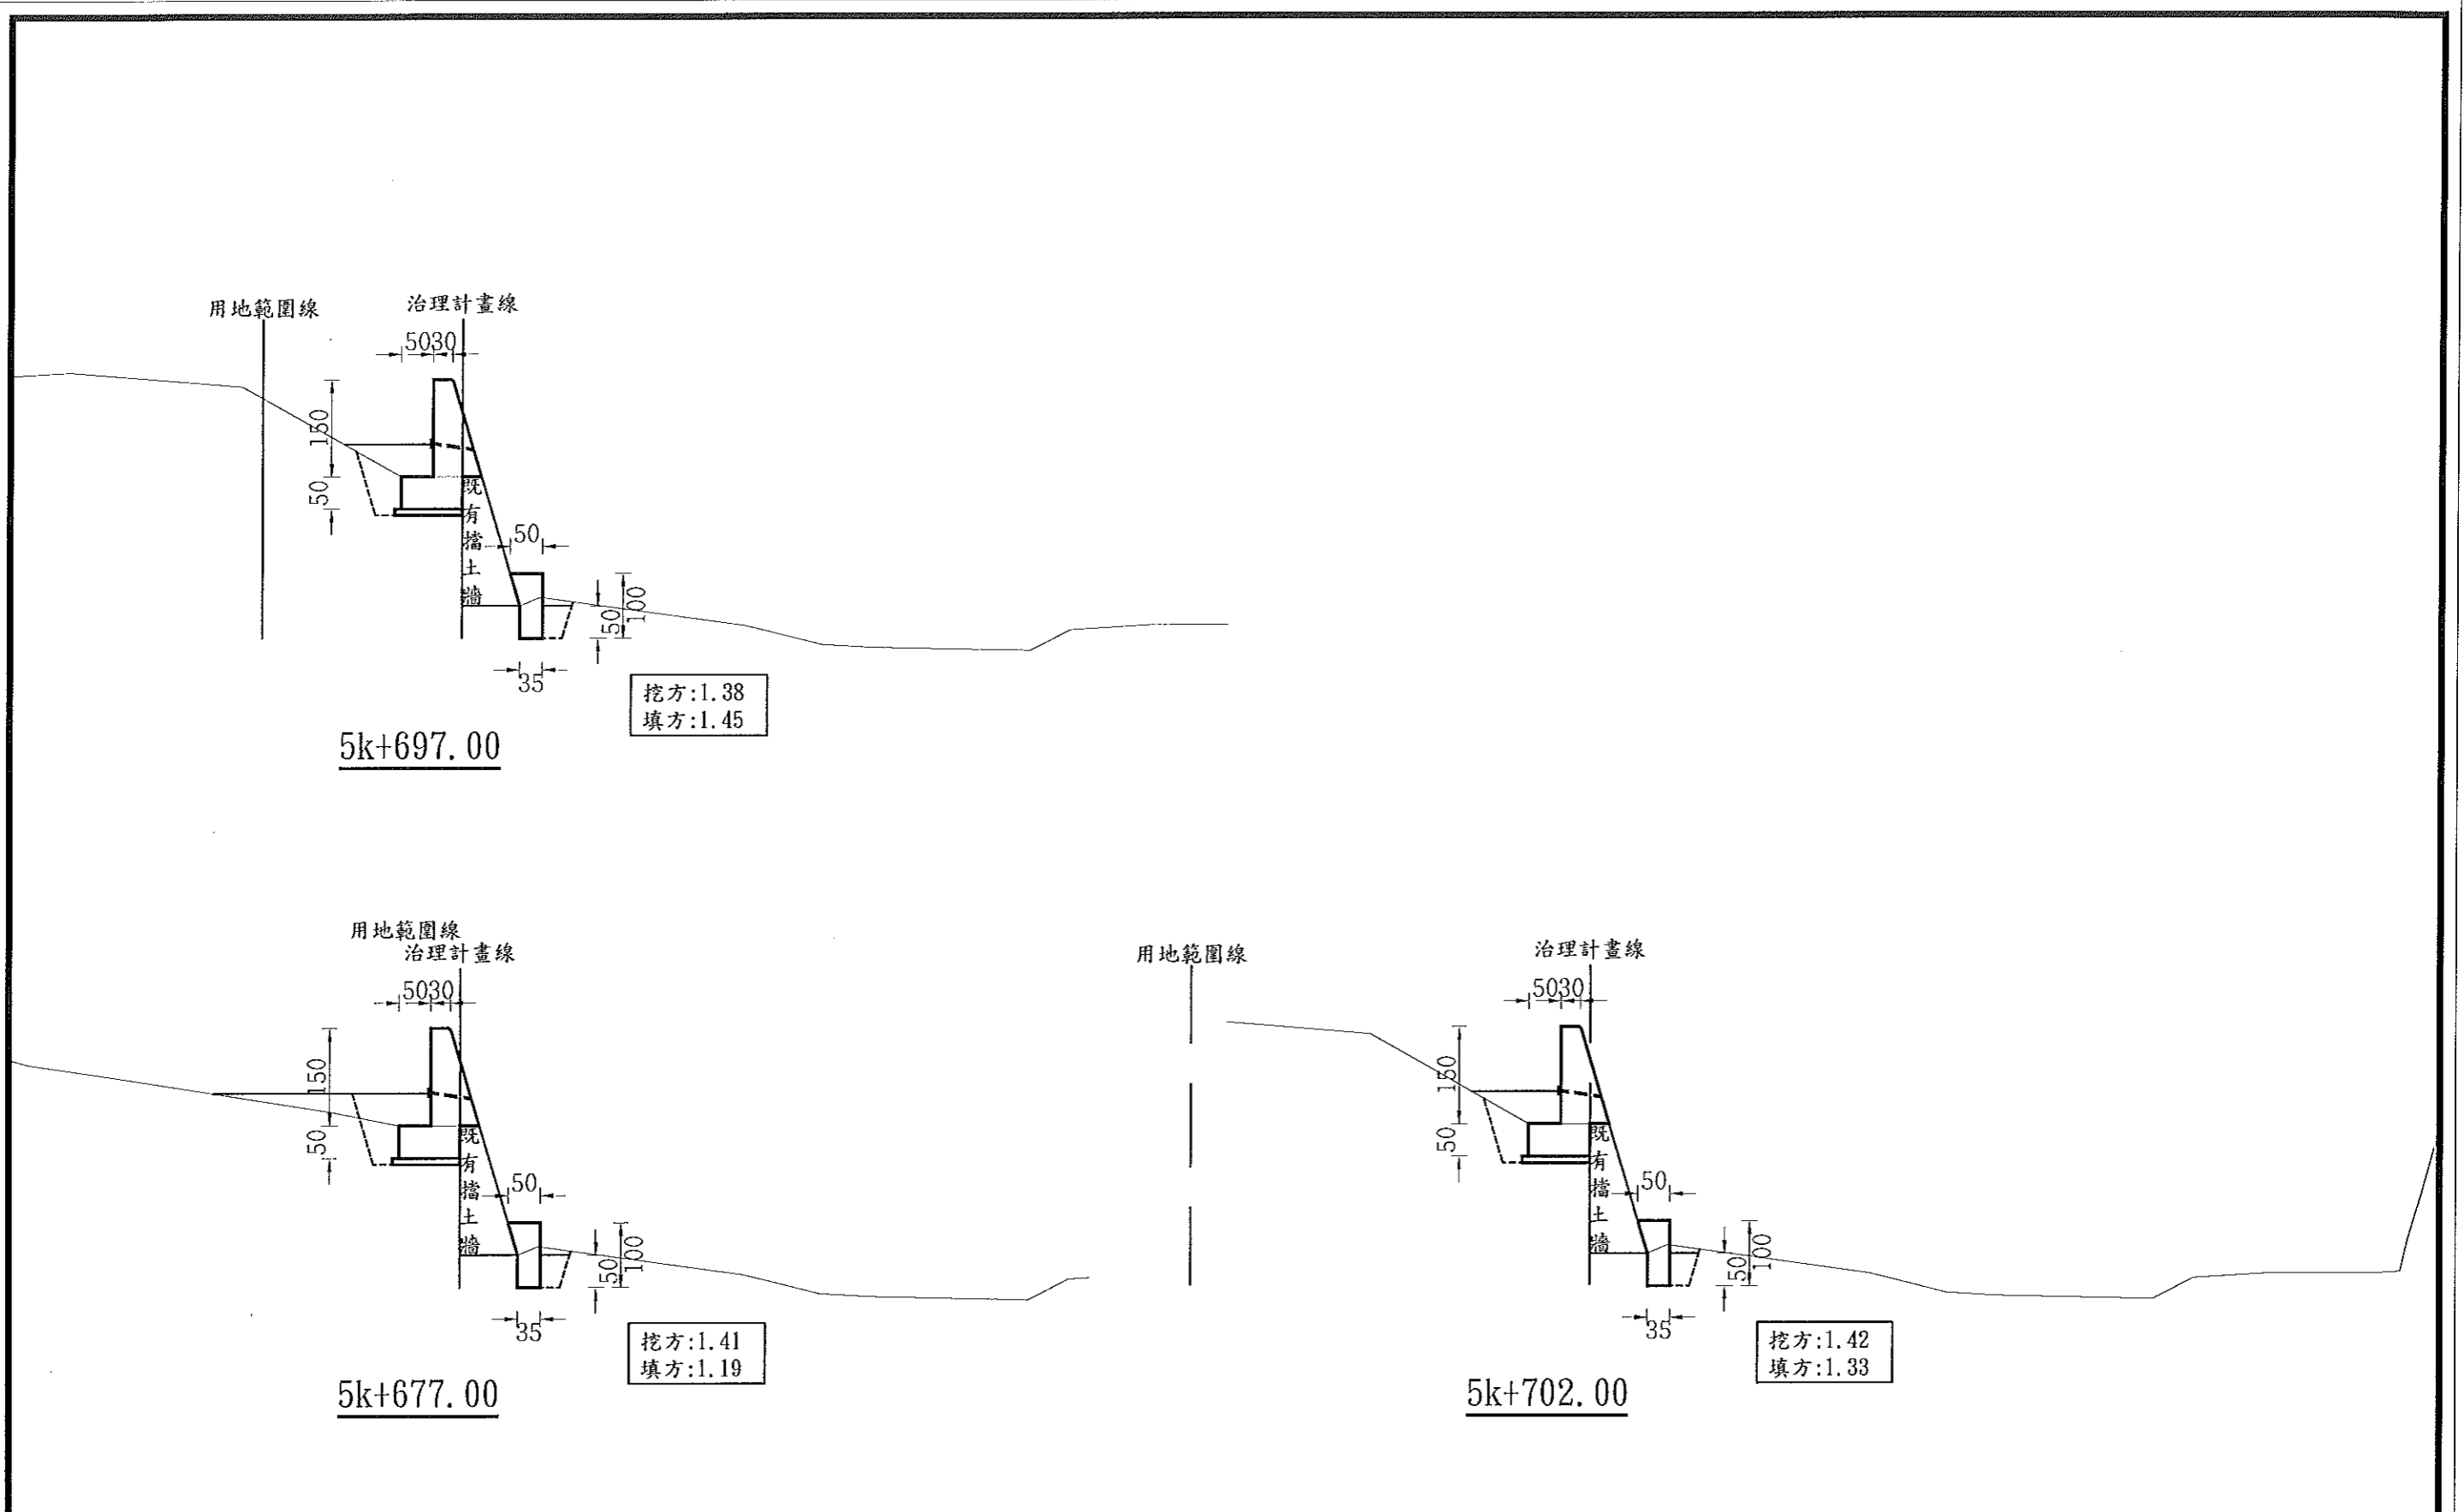 用地範圍線
治理計畫線
5030
150
50
既
有
擋
土
牆
50
50
100
35
挖方:1.38
填方:1.45
5k+697.00
用地範圍線
治理計畫線
5030
150
50
既
有
擋
土
牆
50
50
100
35
挖方:1.41
填方:1.19
5k+677.00
用地範圍線
治理計畫線
5030
150
50
既
有
擋
土
牆
50
50
100
35
挖方:1.42
填方:1.33
5k+702.00